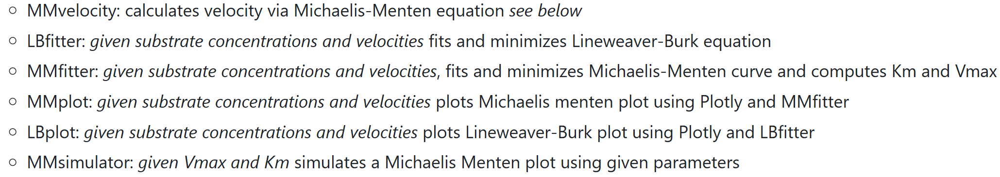 MMvelocity: calculates velocity via Michaelis-Menten equation see below
LBfitter: given substrate concentrations and velocities fits and minimizes Lineweaver-Burk equation
MMfitter: given substrate concentrations and velocities, fits and minimizes Michaelis-Menten curve and computes Km and Vmax
MMplot: given substrate concentrations and velocities plots Michaelis menten plot using Plotly and MMfitter
LBplot: given substrate concentrations and velocities plots Lineweaver-Burk plot using Plotly and LBfitter
MMsimulator: given Vmax and Km simulates a Michaelis Menten plot using given parameters